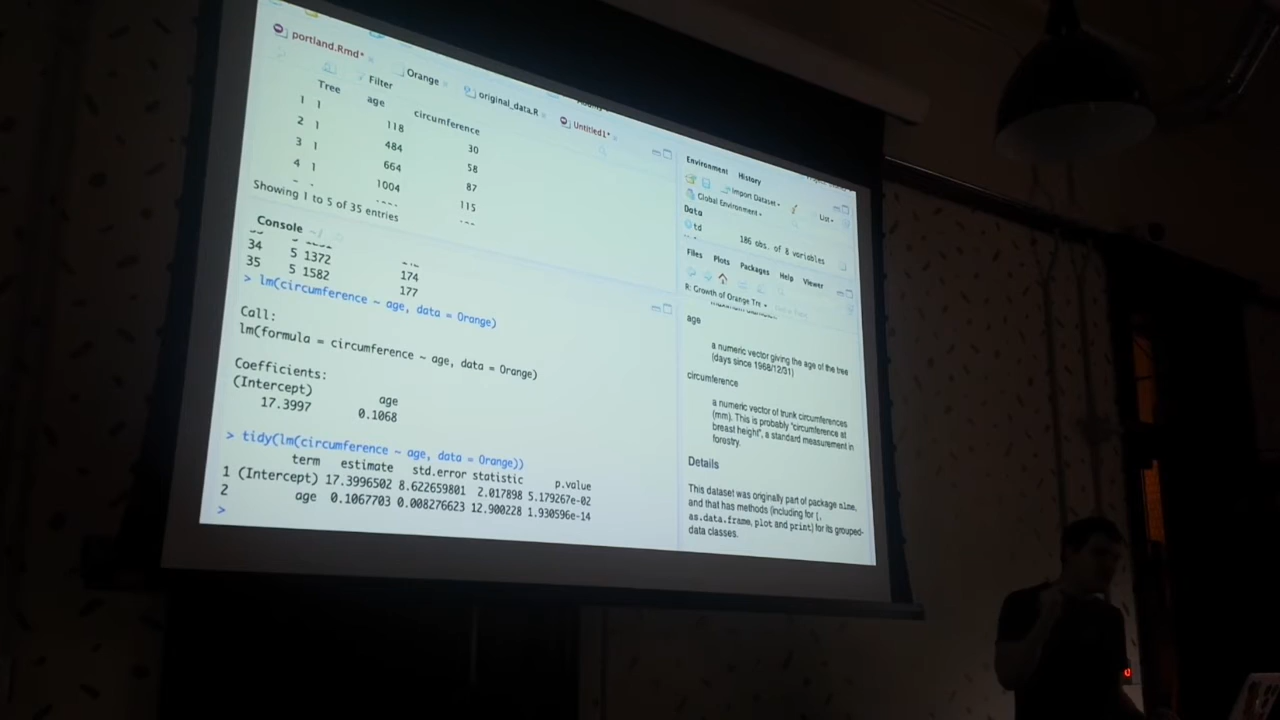 portland.Rmd*
Orange
original_data.R
Untitled1*
Filter
Tree age circumference
1 1 118 30
2 1 484 58
3 1 664 87
4 1 1004 115
Showing 1 to 5 of 35 entries
Console ~/
34 5 1372 174
35 5 1582 177
> lm(circumference ~ age, data = Orange)
Call:
lm(formula = circumference ~ age, data = Orange)
Coefficients:
(Intercept) age
17.3997 0.1068
> tidy(lm(circumference ~ age, data = Orange))
term estimate std.error statistic p.value
1 (Intercept) 17.3996502 8.622659801 2.017898 5.179267e-02
2 age 0.1067703 0.008276623 12.900228 1.930596e-14
>
Environment History
Import Dataset
List
Global Environment
Data
td 186 obs. of 8 variables
Files Plots Packages Help Viewer
R: Growth of Orange Tre
age
a numeric vector giving the age of the tree
(days since 1968/12/31)
circumference
a numeric vector of trunk circumferences
(mm). This is probably "circumference at
breast height", a standard measurement in
forestry.
Details
This dataset was originally part of package nlme,
and that has methods (including for [,
as.data.frame, plot and print) for its grouped-
data classes.